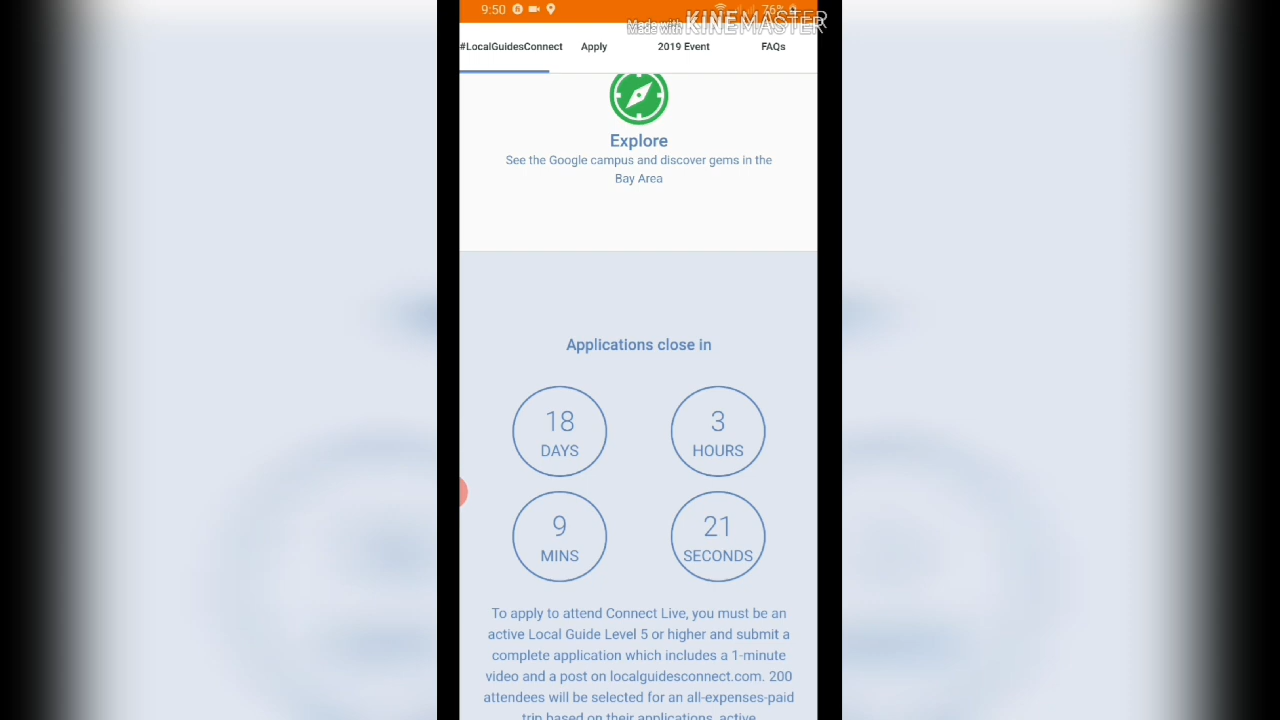 9:50
76%
Made with KINEMASTER
Made with KINEMASTER
#LocalGuidesConnect Apply 2019 Event FAQs
Explore
See the Google campus and discover gems in the
Bay Area
Applications close in
18 3
DAYS HOURS
9 21
MINS SECONDS
To apply to attend Connect Live, you must be an
active Local Guide Level 5 or higher and submit a
complete application which includes a 1-minute
video and a post on localguidesconnect.com. 200
attendees will be selected for an all-expenses-paid
trip based on their applications, active